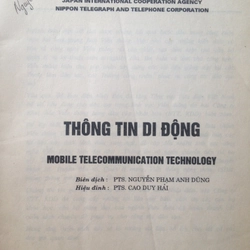 JAPAN INTERNATIONAL COOPERATION AGENCY
NIPPON TELEGRAPH AND TELEPHONE CORPORATION
THÔNG TIN DI ĐỘNG
MOBILE TELECOMMUNICATION TECHNOLOGY
Biên dịch : PTS. NGUYỄN PHẠM ANH DŨNG
Hiệu đính : PTS. CAO DUY HẢI